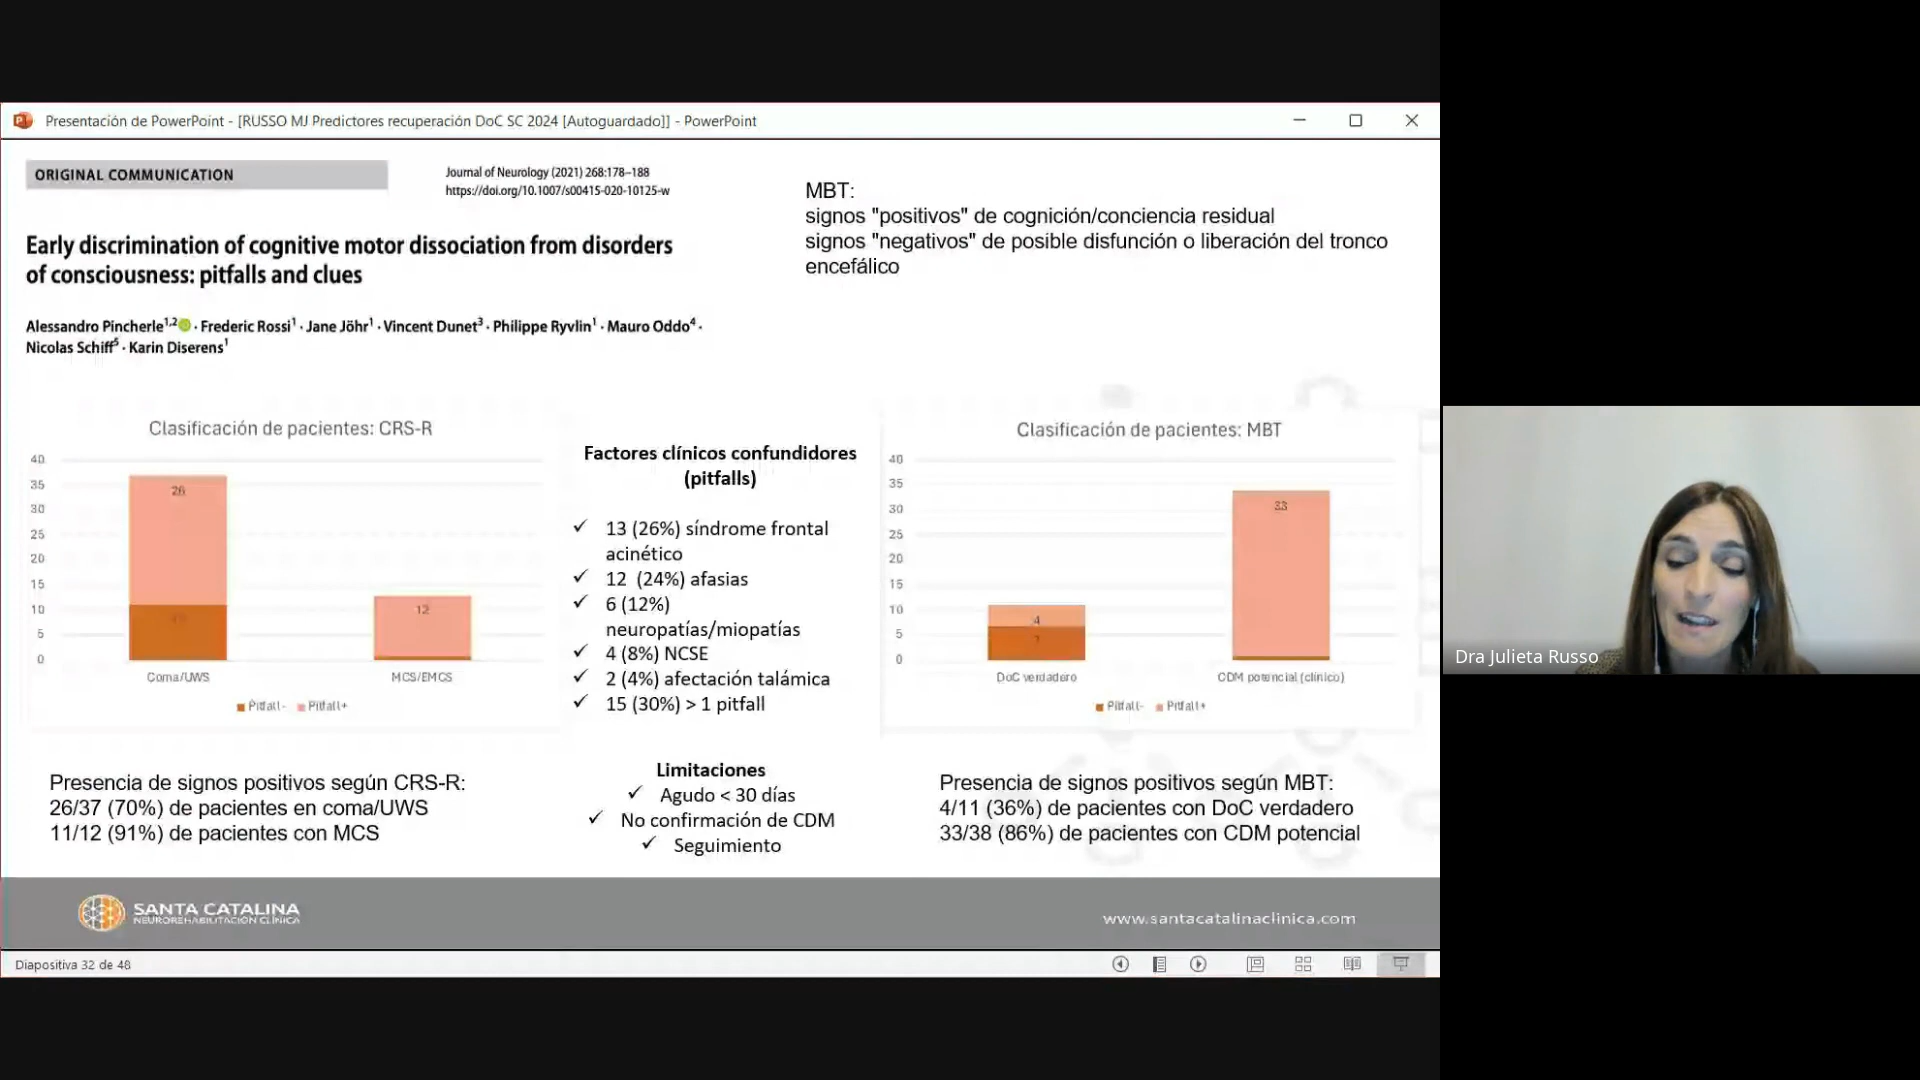 Presentación de PowerPoint - [RUSSO MJ Predictores recuperación DoC SC 2024 [Autoguardado]] - PowerPoint
ORIGINAL COMMUNICATION
Journal of Neurology (2021) 268:178–188
https://doi.org/10.1007/s00415-020-10125-w
Early discrimination of cognitive motor dissociation from disorders
of consciousness: pitfalls and clues
Alessandro Pincherle1,2 · Frederic Rossi1 · Jane Jöhr1 · Vincent Dunet3 · Philippe Ryvlin1 · Mauro Oddo4 ·
Nicolas Schiff5 · Karin Diserens1
MBT:
signos "positivos" de cognición/conciencia residual
signos "negativos" de posible disfunción o liberación del tronco
encefálico
Clasificación de pacientes: CRS-R
40
35
30
25
20
15
10
5
0
26
12
Coma/UWS
MCS/EMCS
Pitfall-
Pitfall+
Factores clínicos confundidores
(pitfalls)
✓ 13 (26%) síndrome frontal
acinético
✓ 12 (24%) afasias
✓ 6 (12%)
neuropatías/miopatías
✓ 4 (8%) NCSE
✓ 2 (4%) afectación talámica
✓ 15 (30%) > 1 pitfall
Clasificación de pacientes: MBT
40
35
30
25
20
15
10
5
0
4
33
DoC verdadero
CDM potencial (clínico)
Pitfall-
Pitfall+
Presencia de signos positivos según CRS-R:
26/37 (70%) de pacientes en coma/UWS
11/12 (91%) de pacientes con MCS
Limitaciones
✓ Agudo < 30 días
✓ No confirmación de CDM
✓ Seguimiento
Presencia de signos positivos según MBT:
4/11 (36%) de pacientes con DoC verdadero
33/38 (86%) de pacientes con CDM potencial
SANTA CATALINA
NEUROREHABILITACIÓN CLÍNICA
www.santacatalinaclinica.com
Diapositiva 32 de 48
Dra Julieta Russo